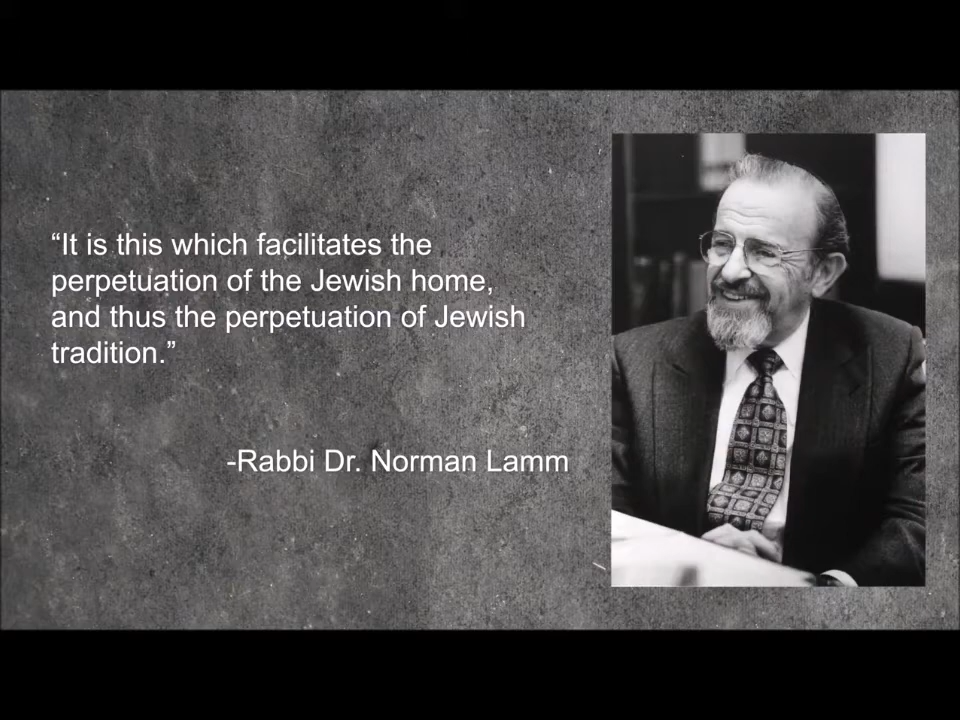 “It is this which facilitates the
perpetuation of the Jewish home,
and thus the perpetuation of Jewish
tradition.”
-Rabbi Dr. Norman Lamm